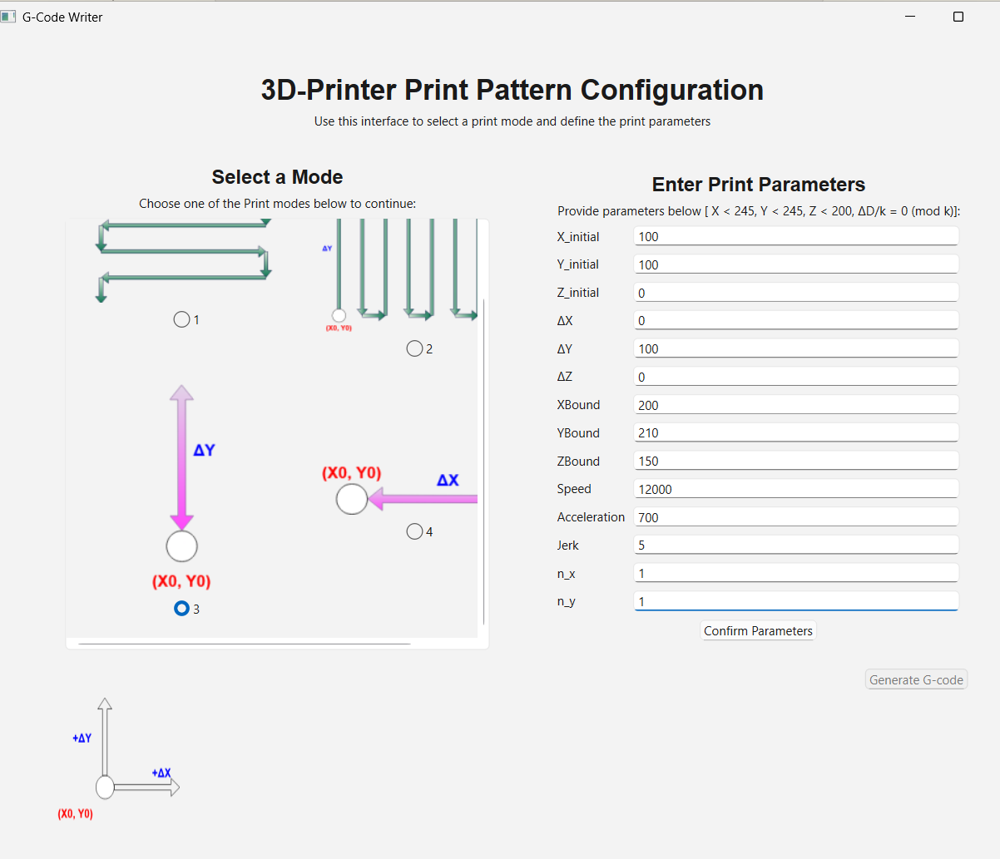 G-Code Writer
3D-Printer Print Pattern Configuration
Use this interface to select a print mode and define the print parameters
Select a Mode
Choose one of the Print modes below to continue:
1
ΔY
(X0, Y0)
2
ΔY
(X0, Y0)
3
(X0, Y0)
ΔX
4
+ΔY
+ΔX
(X0, Y0)
Enter Print Parameters
Provide parameters below [ X < 245, Y < 245, Z < 200, ΔD/k = 0 (mod k)]:
X_initial 100
Y_initial 100
Z_initial 0
ΔX 0
ΔY 100
ΔZ 0
XBound 200
YBound 210
ZBound 150
Speed 12000
Acceleration 700
Jerk 5
n_x 1
n_y 1
Confirm Parameters
Generate G-code